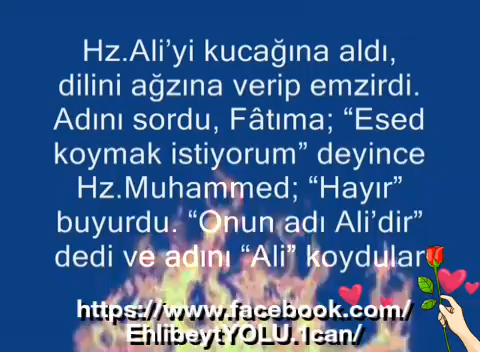 Hz.Ali’yi kucağına aldı,
dilini ağzına verip emzirdi.
Adını sordu, Fâtıma; “Esed
koymak istiyorum” deyince
Hz.Muhammed; “Hayır”
buyurdu. “Onun adı Ali’dir”
dedi ve adını “Ali” koydular
https://www.facebook.com/
EhlibeytYOLU.1can/